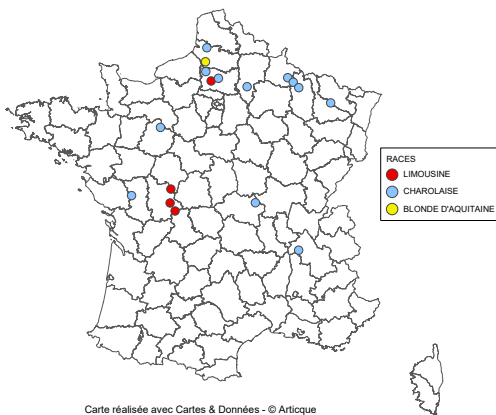 RACES
LIMOUSINE
CHAROLAISE
BLONDE D'AQUITAINE
Carte réalisée avec Cartes & Données - © Articque